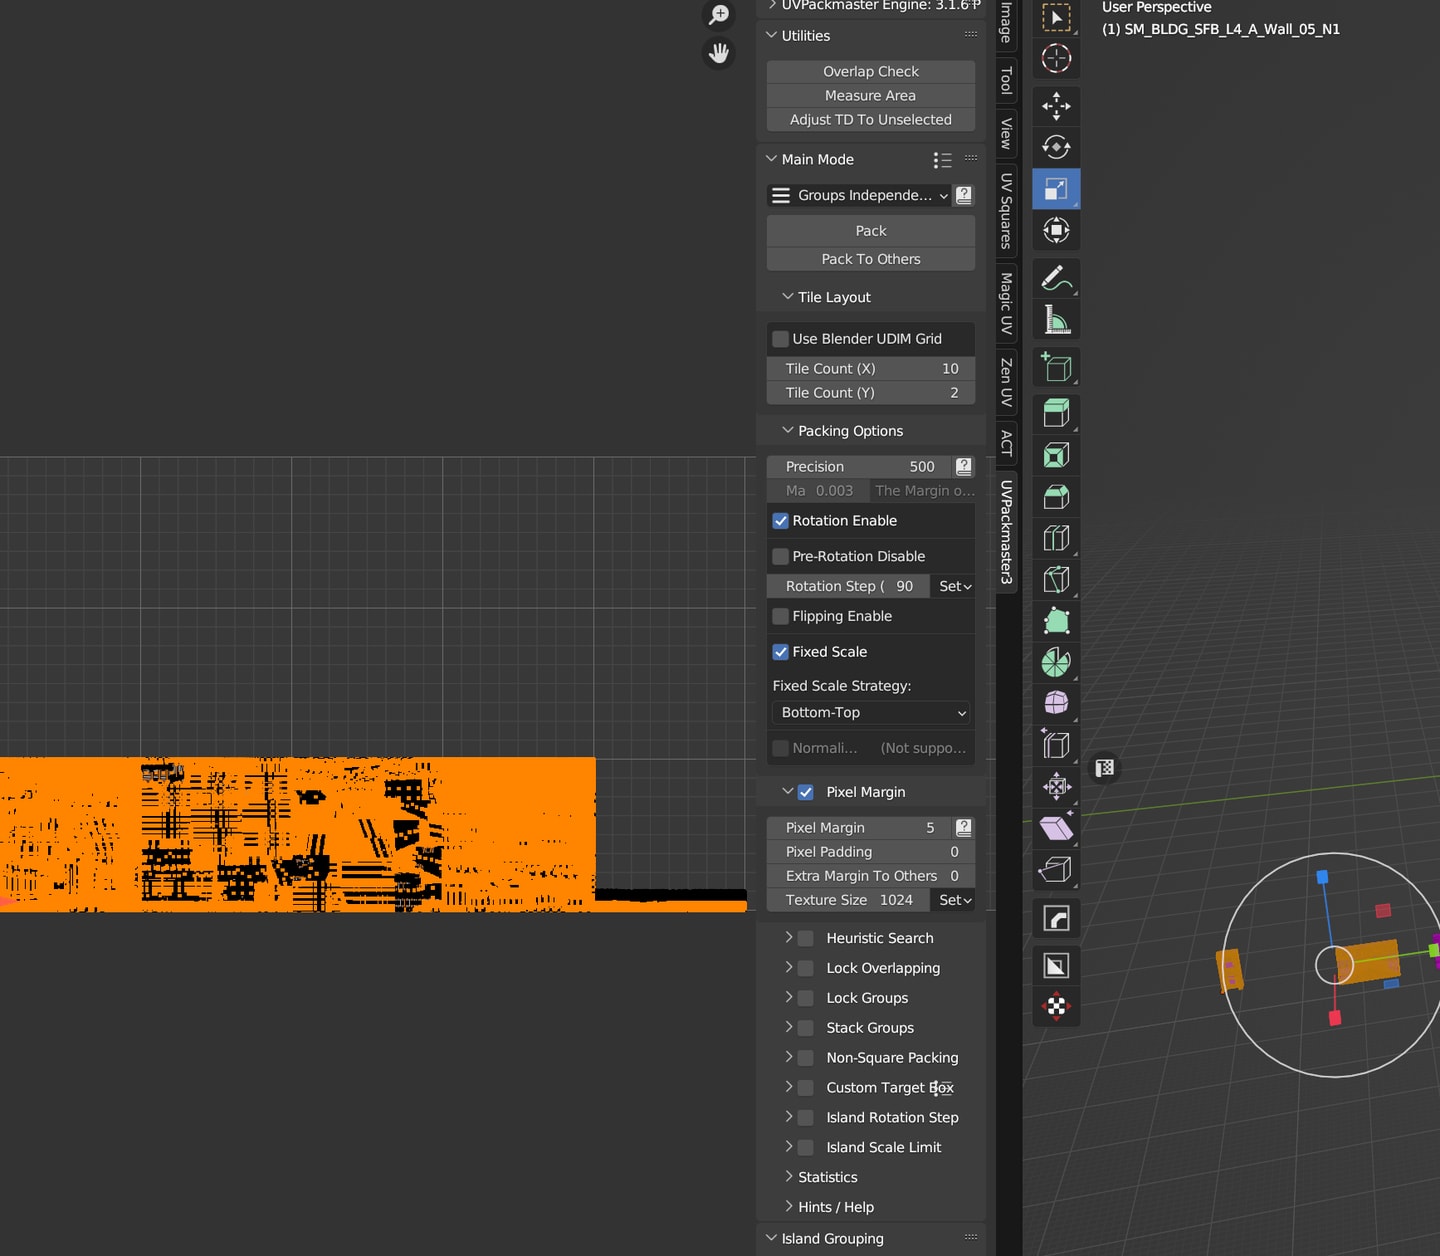 UVPackmaster Engine: 3.1.6
Utilities
Overlap Check
Measure Area
Adjust TD To Unselected
Main Mode
Groups Independe...
Pack
Pack To Others
Tile Layout
Use Blender UDIM Grid
Tile Count (X) 10
Tile Count (Y) 2
Packing Options
Precision 500
Ma 0.003 The Margin o...
Rotation Enable
Pre-Rotation Disable
Rotation Step ( 90 Set
Flipping Enable
Fixed Scale
Fixed Scale Strategy:
Bottom-Top
Normali... (Not suppo...
Pixel Margin
Pixel Margin 5
Pixel Padding 0
Extra Margin To Others 0
Texture Size 1024 Set
Heuristic Search
Lock Overlapping
Lock Groups
Stack Groups
Non-Square Packing
Custom Target Box
Island Rotation Step
Island Scale Limit
Statistics
Hints / Help
Island Grouping
Image
Tool
View
UV Squares
Magic UV
Zen UV
ACT
UVPackmaster3
User Perspective
(1) SM_BLDG_SFB_L4_A_Wall_05_N1